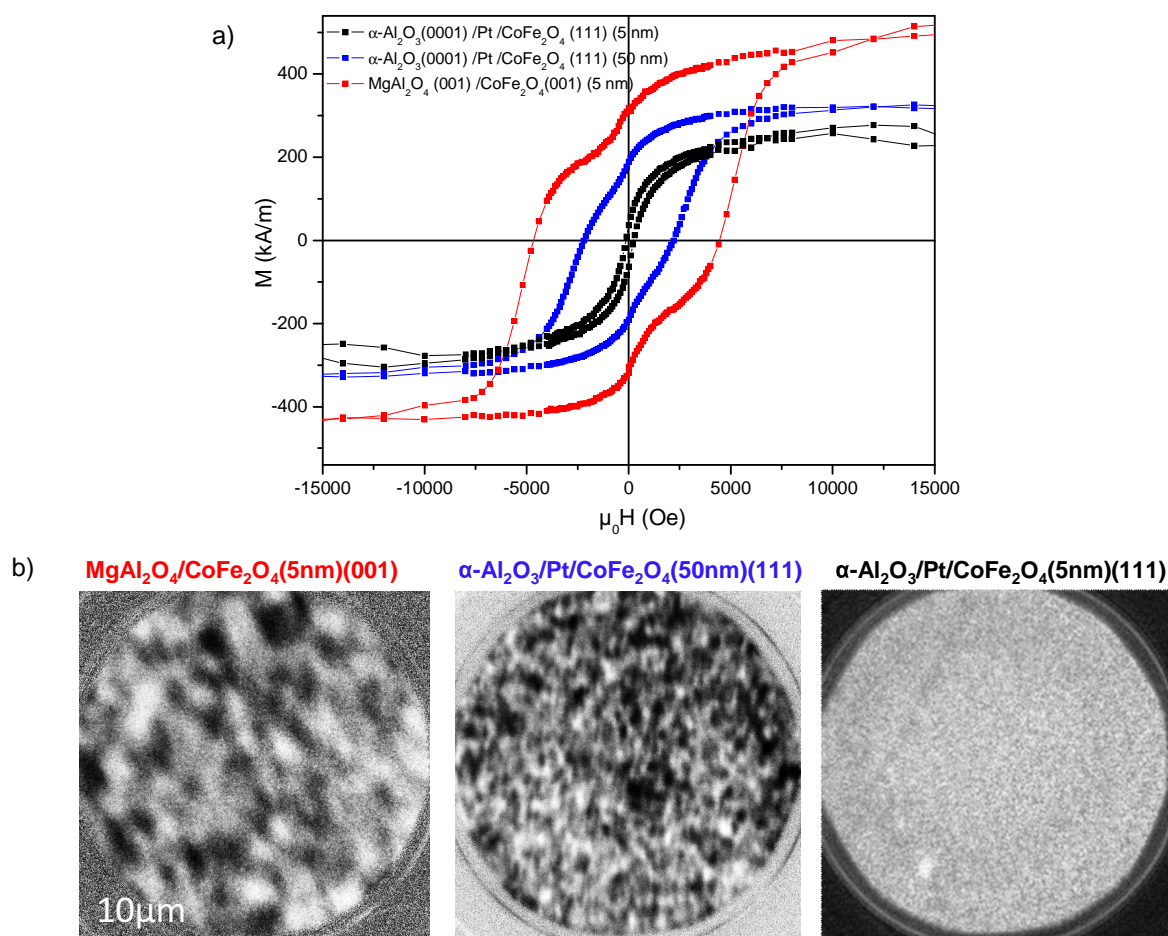 a)
α-Al₂O₃(0001) /Pt /CoFe₂O₄ (111) (5 nm)
α-Al₂O₃(0001) /Pt /CoFe₂O₄ (111) (50 nm)
MgAl₂O₄ (001) /CoFe₂O₄(001) (5 nm)
400
200
0
-200
-400
M (kA/m)
-15000 -10000 -5000 0 5000 10000 15000
μ₀H (Oe)
b)
MgAl₂O₄/CoFe₂O₄(5nm)(001)
α-Al₂O₃/Pt/CoFe₂O₄(50nm)(111)
α-Al₂O₃/Pt/CoFe₂O₄(5nm)(111)
10μm